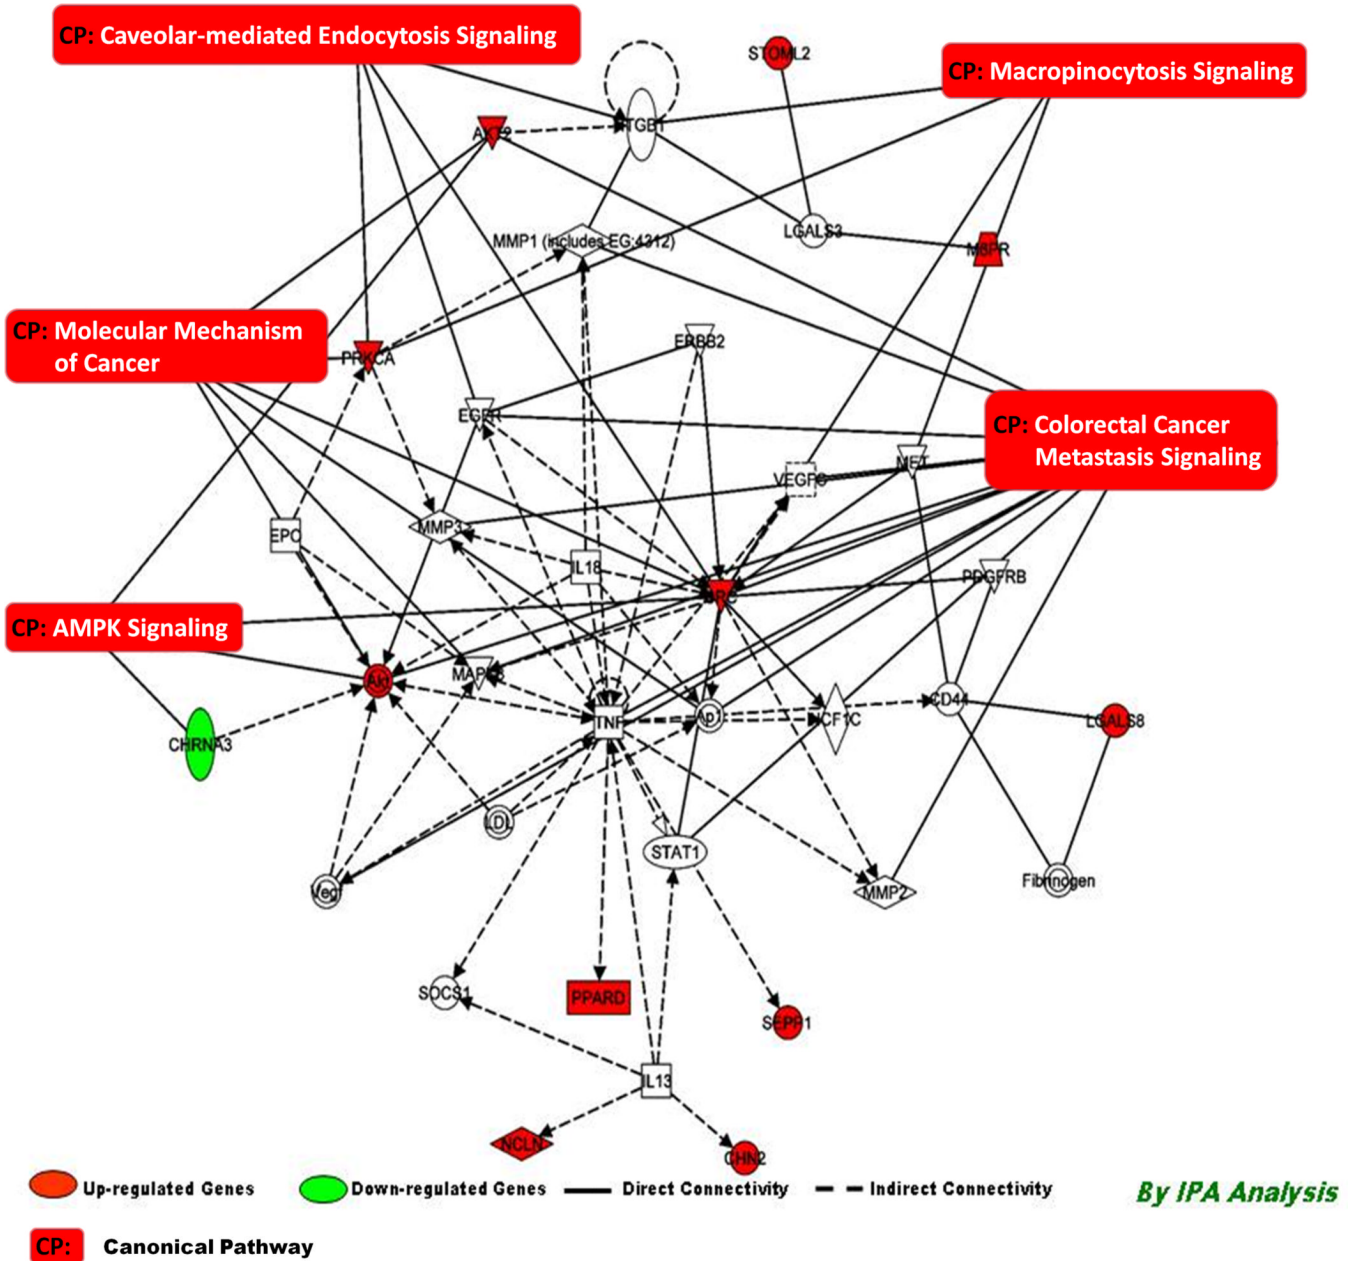 CP: Caveolar-mediated Endocytosis Signaling
STOML2
CP: Macropinocytosis Signaling
AKT2
ITGB1
LGALS3
MMP1 (includes EG:4312)
M6PR
CP: Molecular Mechanism
of Cancer
PRKCA
ERBB2
EGFR
CP: Colorectal Cancer
Metastasis Signaling
MET
VEGFC
MMP3
EPO
IL18
PDGFRB
SRC
CP: AMPK Signaling
Akt
CD44
TNF
Ap1
LGALS8
CHRNA3
LDL
STAT1
Vegf
MMP2
Fibrinogen
SOCS1
PPARD
SEPP1
IL13
NCLN
CHN2
Up-regulated Genes
Down-regulated Genes
Direct Connectivity
Indirect Connectivity
By IPA Analysis
CP:
Canonical Pathway